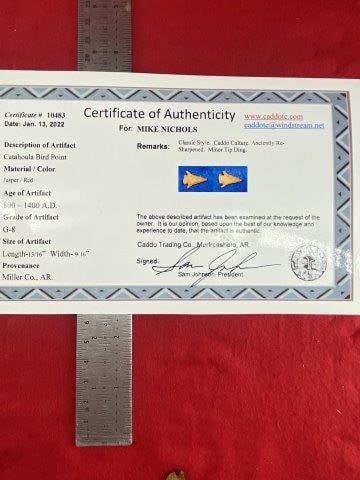 Certificate of Authenticity
Certificate # 10483
Date: Jan. 13, 2022
For: MIKE NICHOLS
www.caddotc.com
caddotc@windstream.net
Description of Artifact
Catahoula Bird Point
Material / Color
Jasper / Red
Age of Artifact
800 - 1400 A.D.
Grade of Artifact
G-8
Size of Artifact
Length-13/16" Width- 9/16"
Provenance
Miller Co., AR.
Remarks: Classic Style. Caddo Culture. Anciently Re-
Sharpened. Minor Tip Ding.
The above described artifact has been examined at the request of the
owner. It is our opinion, based upon the best of our knowledge and
experience to date, that the artifact is authentic.
Caddo Trading Co., Murfreesboro, AR.
Signed:
Sam Johnson, President